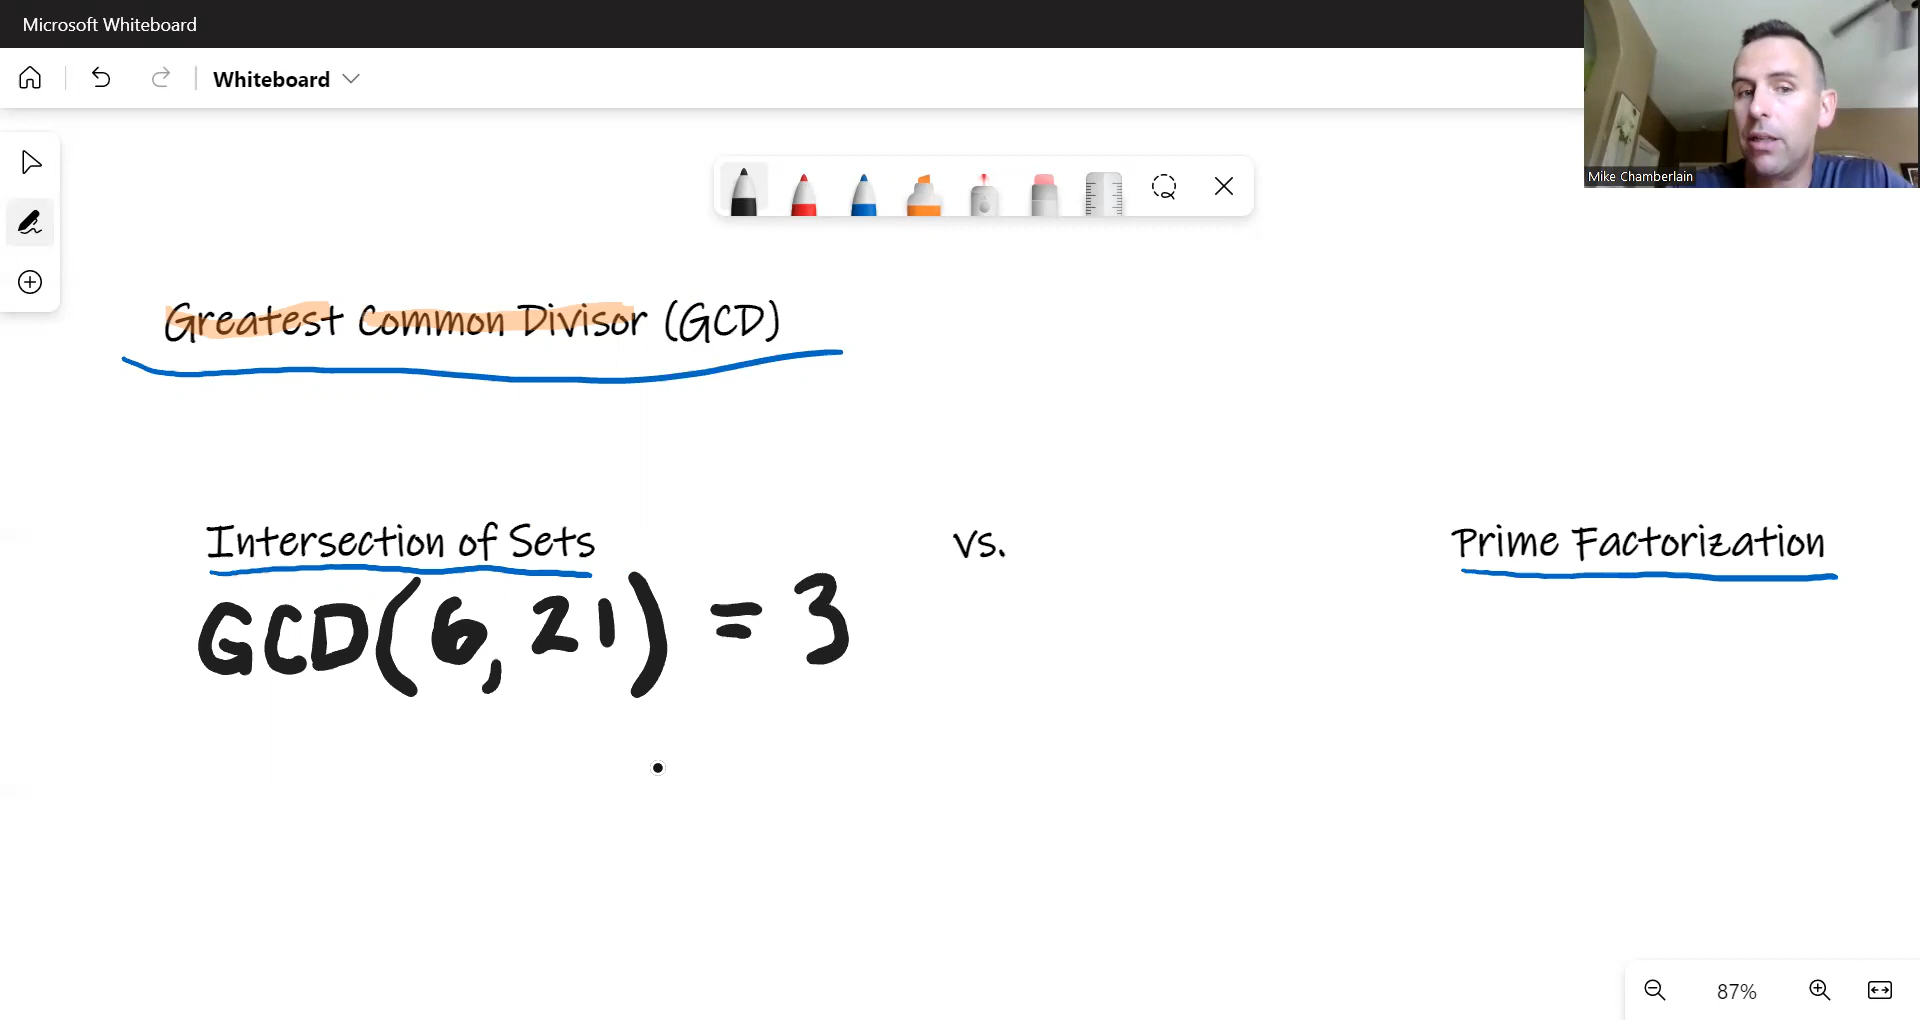 Microsoft Whiteboard
Whiteboard
Mike Chamberlain
Greatest Common Divisor (GCD)
Intersection of Sets vs. Prime Factorization
GCD(6, 21) = 3
87%